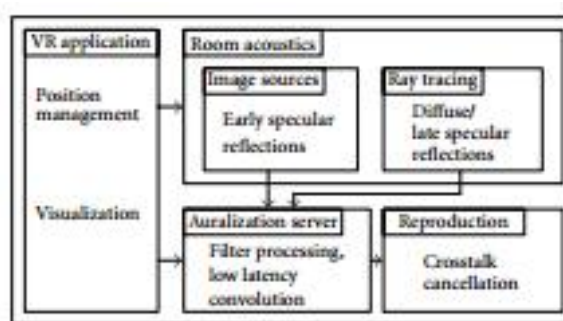 VR application
Position
management
Visualization
Room acoustics
Image sources
Early specular
reflections
Ray tracing
Diffuse/
late specular
reflections
Auralization server
Filter processing,
low latency
convolution
Reproduction
Crosstalk
cancellation